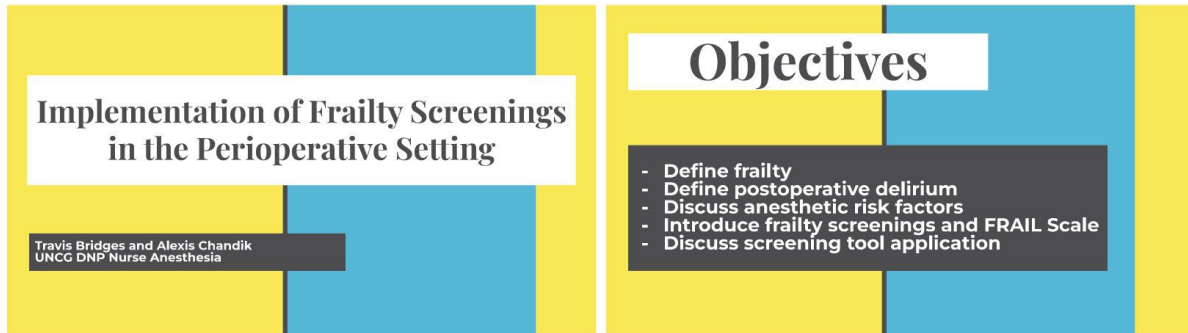 Implementation of Frailty Screenings
in the Perioperative Setting
Travis Bridges and Alexis Chandik
UNCG DNP Nurse Anesthesia
Objectives
- Define frailty
- Define postoperative delirium
- Discuss anesthetic risk factors
- Introduce frailty screenings and FRAIL Scale
- Discuss screening tool application